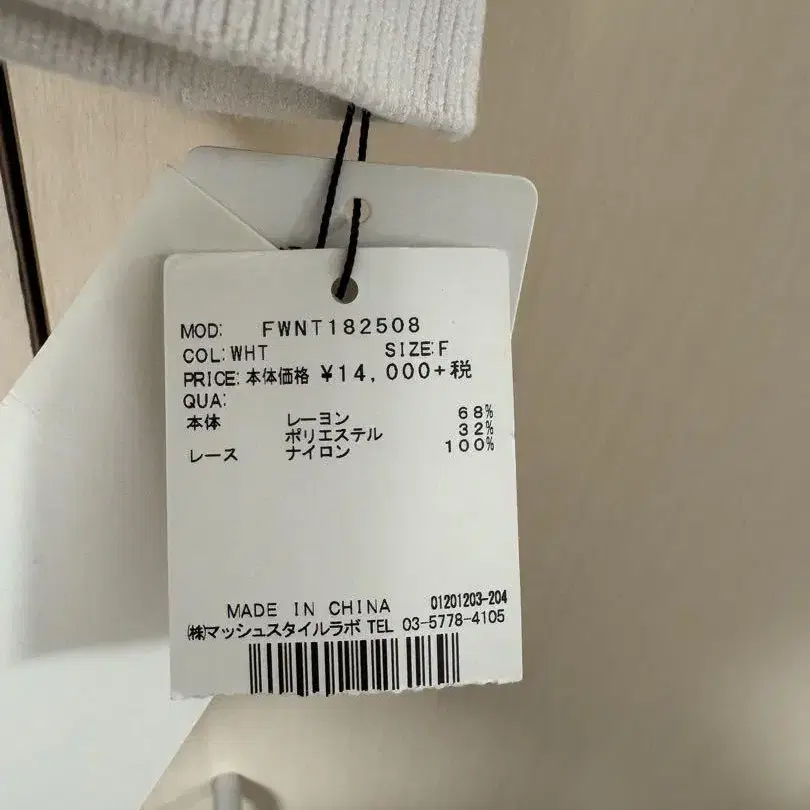 MOD: FWNT182508
COL:WHT SIZE:F
PRICE:本体価格 ¥14,000+税
QUA:
本体 レーヨン 68%
ポリエステル 32%
レース ナイロン 100%
MADE IN CHINA 01201203-204
㈱マッシュスタイルラボ TEL 03-5778-4105